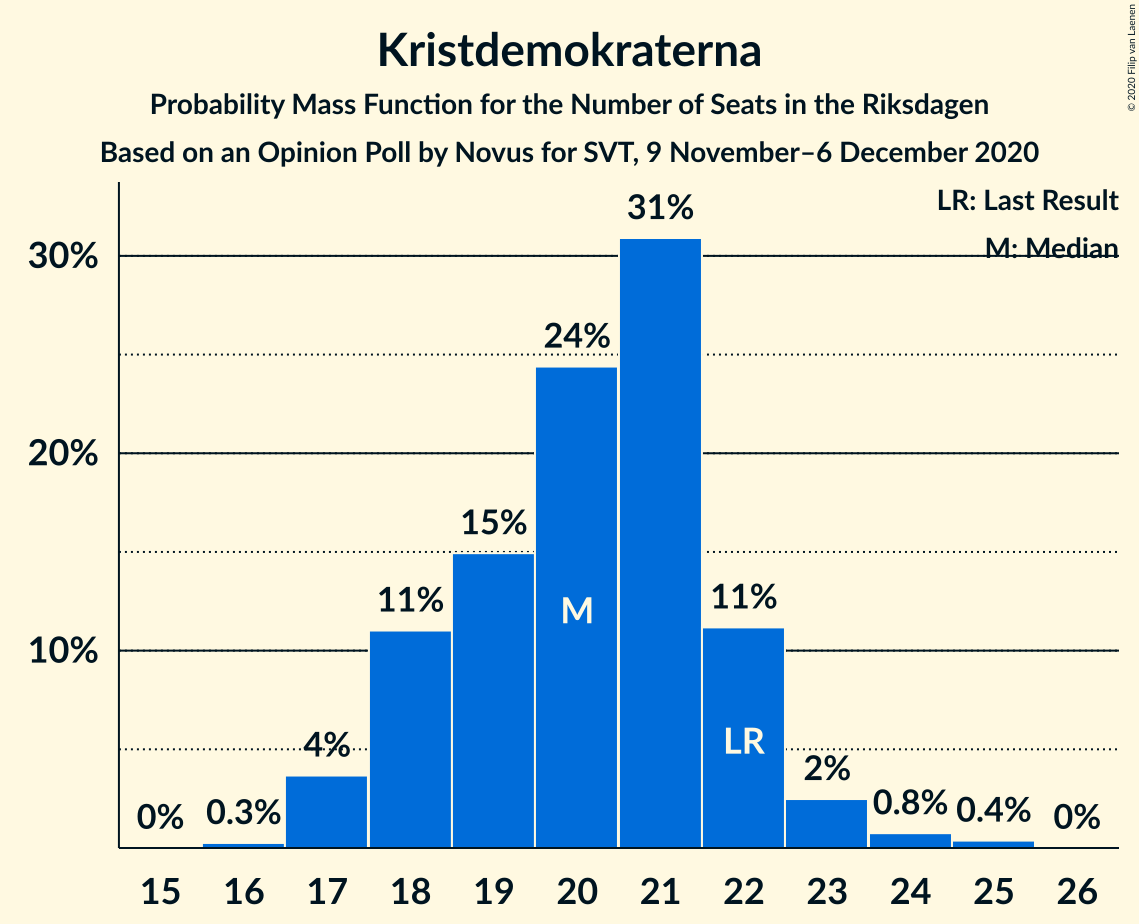 Kristdemokraterna
Probability Mass Function for the Number of Seats in the Riksdagen
Based on an Opinion Poll by Novus for SVT, 9 November–6 December 2020
© 2020 Filip van Laenen
LR: Last Result
M: Median
30%
20%
10%
0%
0.3%
4%
11%
15%
24%
31%
11%
2%
0.8%
0.4%
0%
M
LR
15 16 17 18 19 20 21 22 23 24 25 26